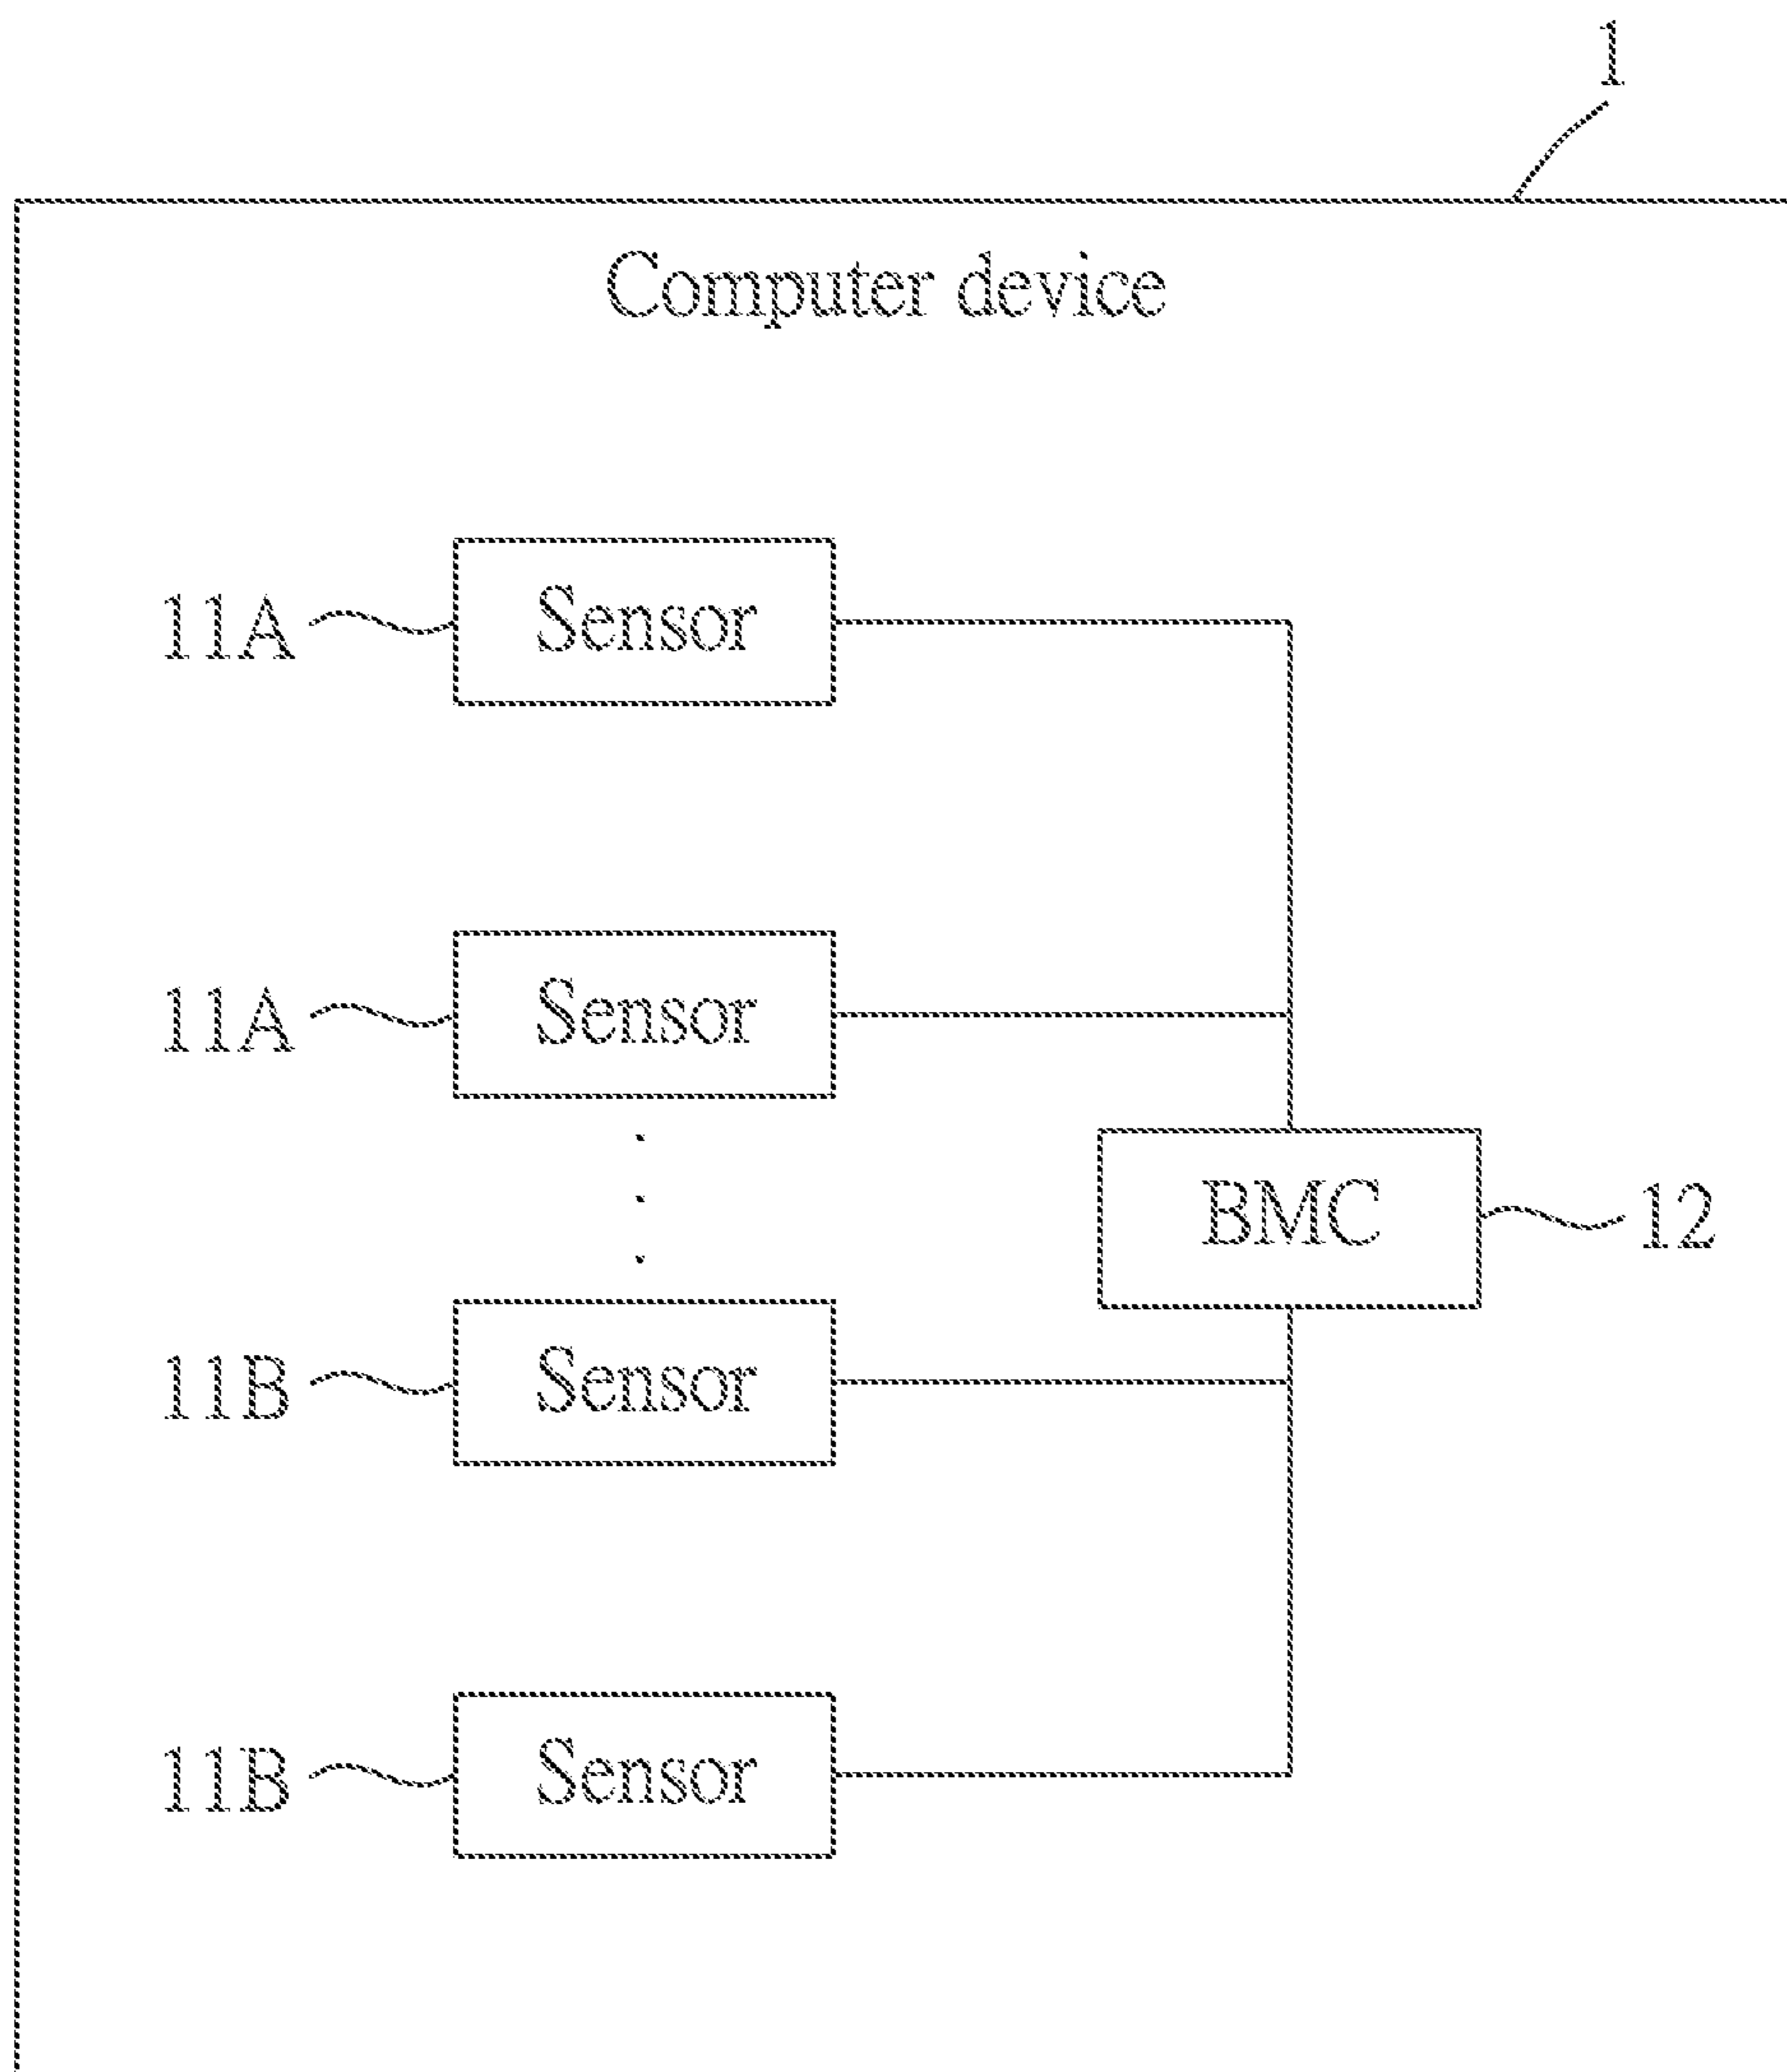 1
Computer device
11A Sensor
11A Sensor
BMC 12
11B Sensor
11B Sensor